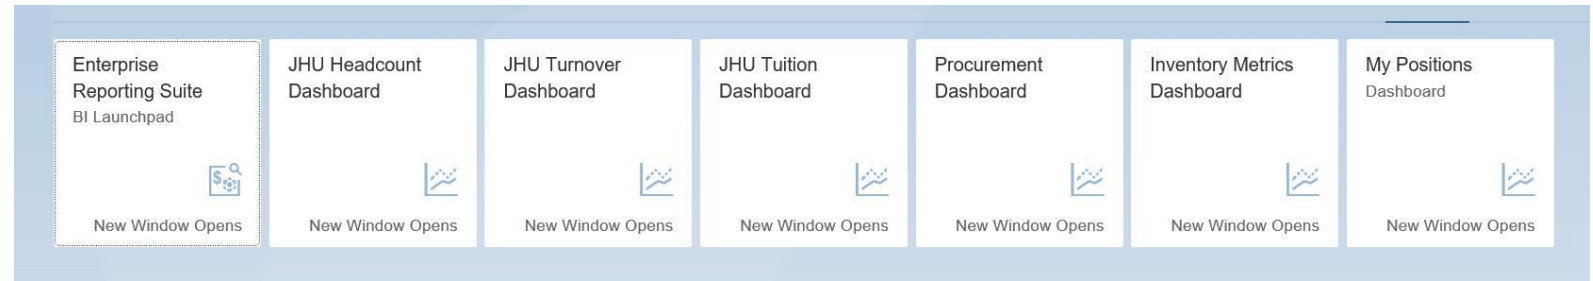 Enterprise
Reporting Suite
BI Launchpad
$
New Window Opens
JHU Headcount
Dashboard
New Window Opens
JHU Turnover
Dashboard
New Window Opens
JHU Tuition
Dashboard
New Window Opens
Procurement
Dashboard
New Window Opens
Inventory Metrics
Dashboard
New Window Opens
My Positions
Dashboard
New Window Opens